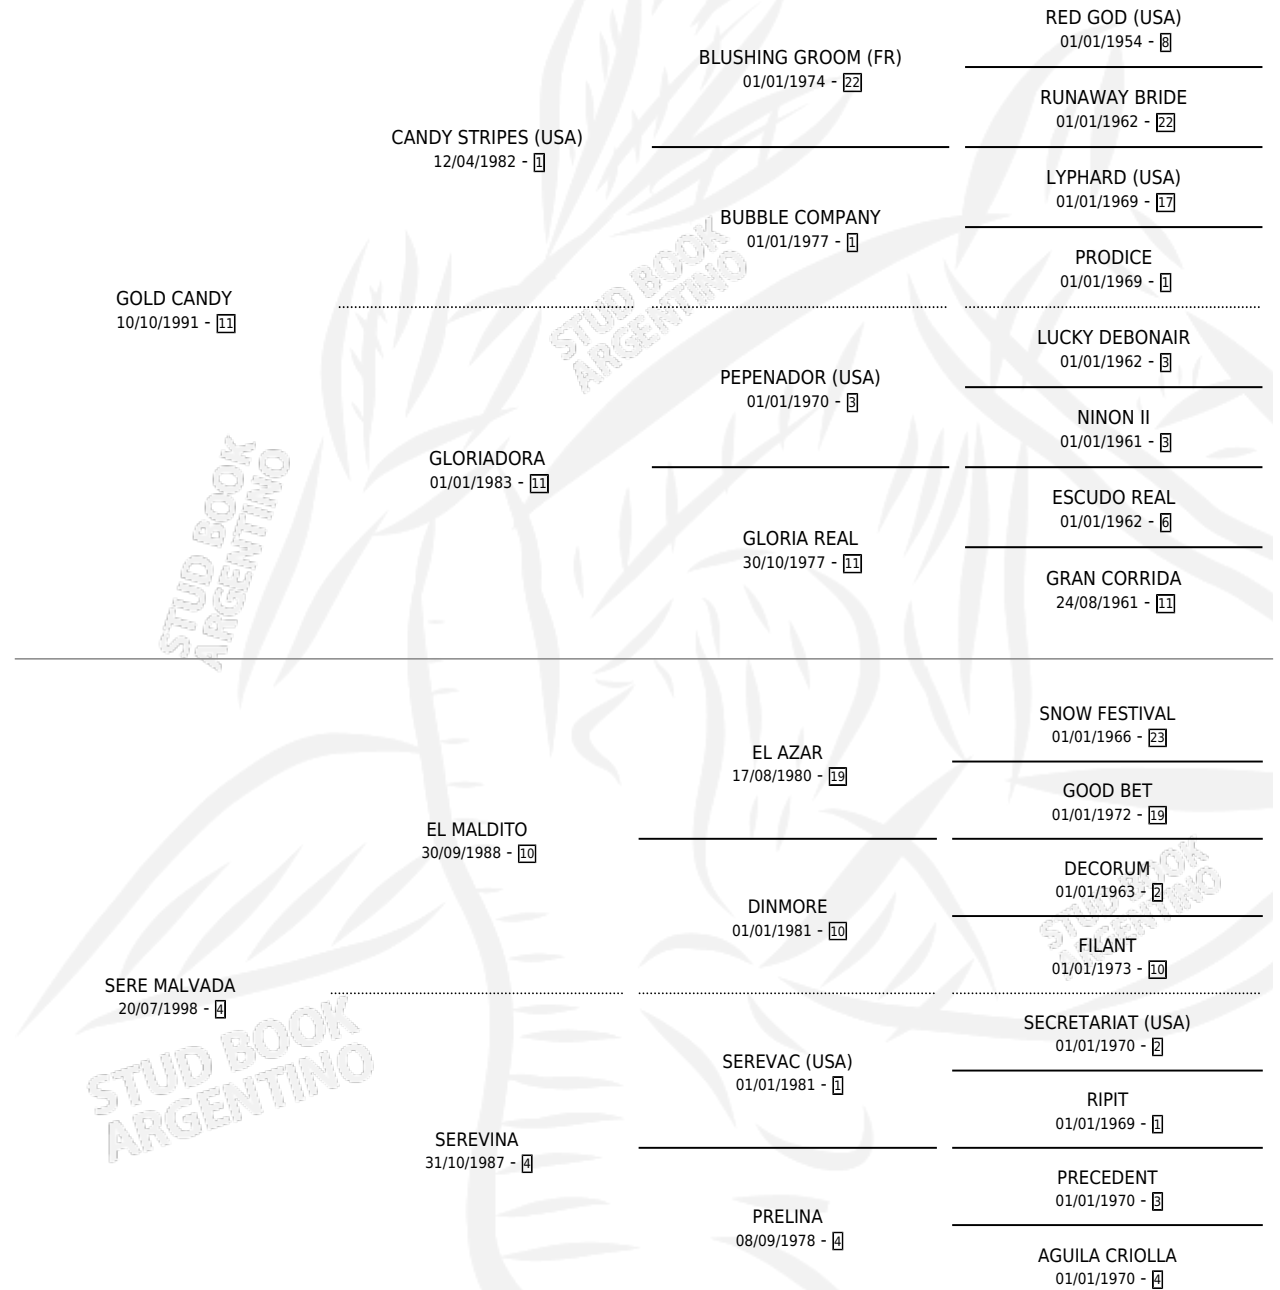 RED GOD (USA)
01/01/1954 - 8
BLUSHING GROOM (FR)
01/01/1974 - 22
RUNAWAY BRIDE
01/01/1962 - 22
CANDY STRIPES (USA)
12/04/1982 - 1
LYPHARD (USA)
01/01/1969 - 17
BUBBLE COMPANY
01/01/1977 - 1
PRODICE
01/01/1969 - 1
GOLD CANDY
10/10/1991 - 11
LUCKY DEBONAIR
01/01/1962 - 3
PEPENADOR (USA)
01/01/1970 - 3
NINON II
01/01/1961 - 3
GLORIADORA
01/01/1983 - 11
ESCUDO REAL
01/01/1962 - 6
GLORIA REAL
30/10/1977 - 11
GRAN CORRIDA
24/08/1961 - 11
SNOW FESTIVAL
01/01/1966 - 23
EL AZAR
17/08/1980 - 19
GOOD BET
01/01/1972 - 19
EL MALDITO
30/09/1988 - 10
DECORUM
01/01/1963 - 2
DINMORE
01/01/1981 - 10
FILANT
01/01/1973 - 10
SERE MALVADA
20/07/1998 - 4
SECRETARIAT (USA)
01/01/1970 - 2
SEREVAC (USA)
01/01/1981 - 1
RIPIT
01/01/1969 - 1
SEREVINA
31/10/1987 - 4
PRECEDENT
01/01/1970 - 3
PRELINA
08/09/1978 - 4
AGUILA CRIOLLA
01/01/1970 - 4
STUD BOOK
ARGENTINO
STUD BOOK
ARGENTINO
STUD BOOK
ARGENTINO
STUD BOOK
ARGENTINO